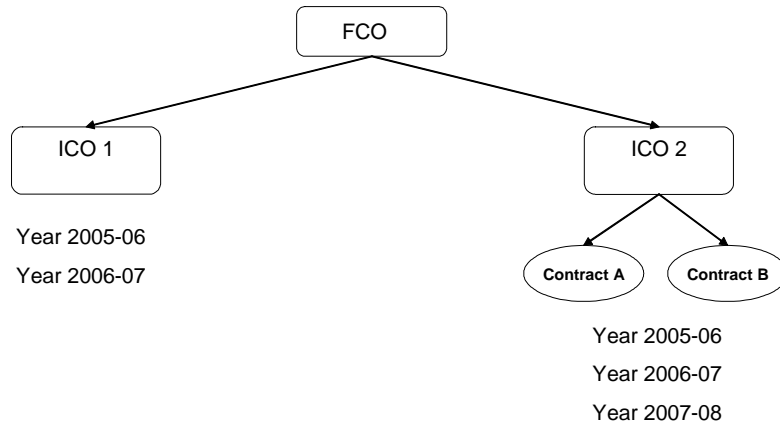 FCO
ICO 1
ICO 2
Year 2005-06
Year 2006-07
Contract A
Contract B
Year 2005-06
Year 2006-07
Year 2007-08